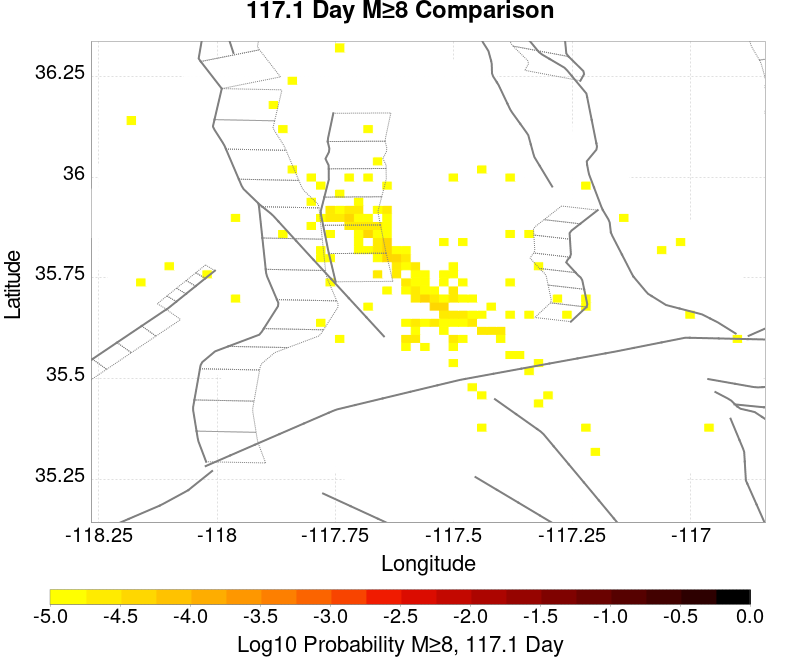 117.1 Day M≥8 Comparison
36.25
36
35.75
35.5
35.25
Latitude
-118.25 -118 -117.75 -117.5 -117.25 -117
Longitude
-5.0 -4.5 -4.0 -3.5 -3.0 -2.5 -2.0 -1.5 -1.0 -0.5 0.0
Log10 Probability M≥8, 117.1 Day